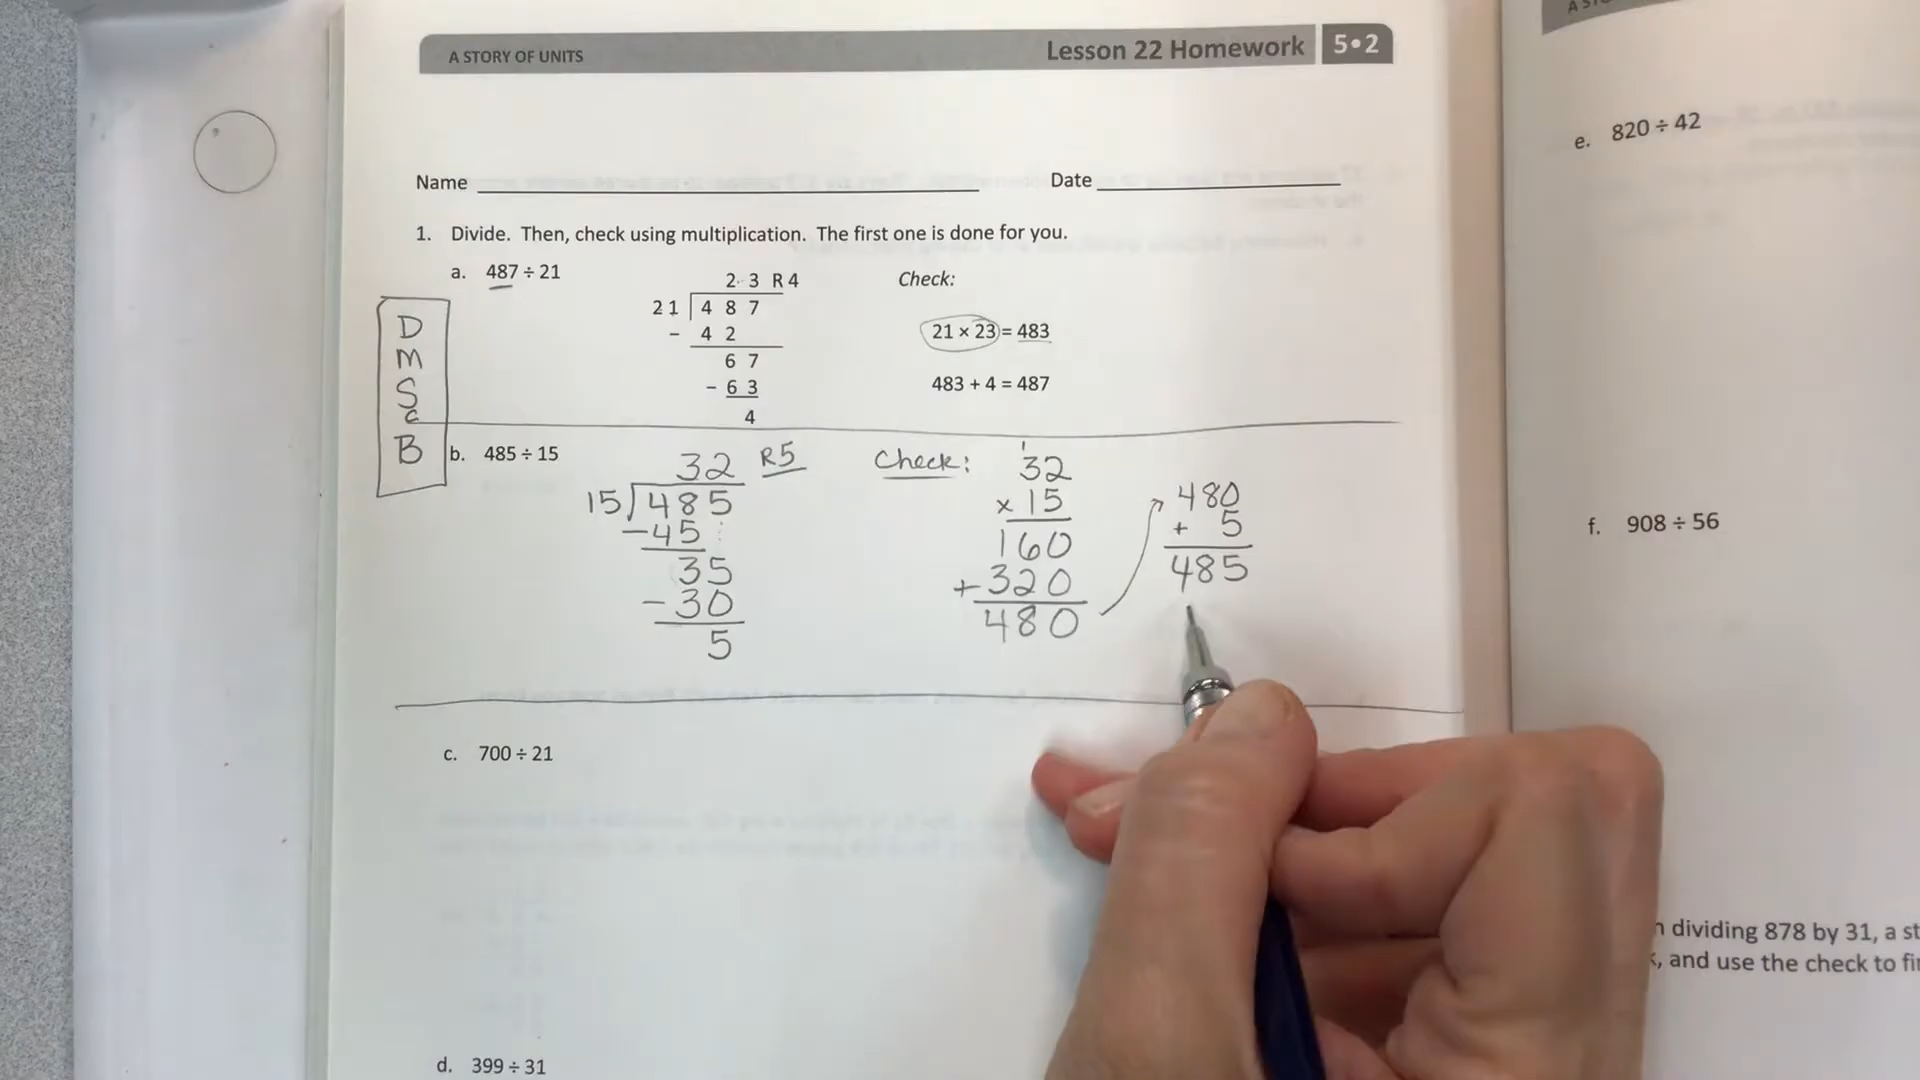 A STORY OF UNITS
Lesson 22 Homework 5•2
Name
Date
1. Divide. Then, check using multiplication. The first one is done for you.
a. 487 ÷ 21
2 3 R 4
21 4 8 7
- 4 2
6 7
- 6 3
4
Check:
21 × 23 = 483
483 + 4 = 487
D
M
S
C
B
b. 485 ÷ 15
32 R5
15 485
-45
35
-30
5
Check:
1
32
× 15
160
+320
480
480
+ 5
485
c. 700 ÷ 21
d. 399 ÷ 31
e. 820 ÷ 42
f. 908 ÷ 56
dividing 878 by 31, a
and use the check to